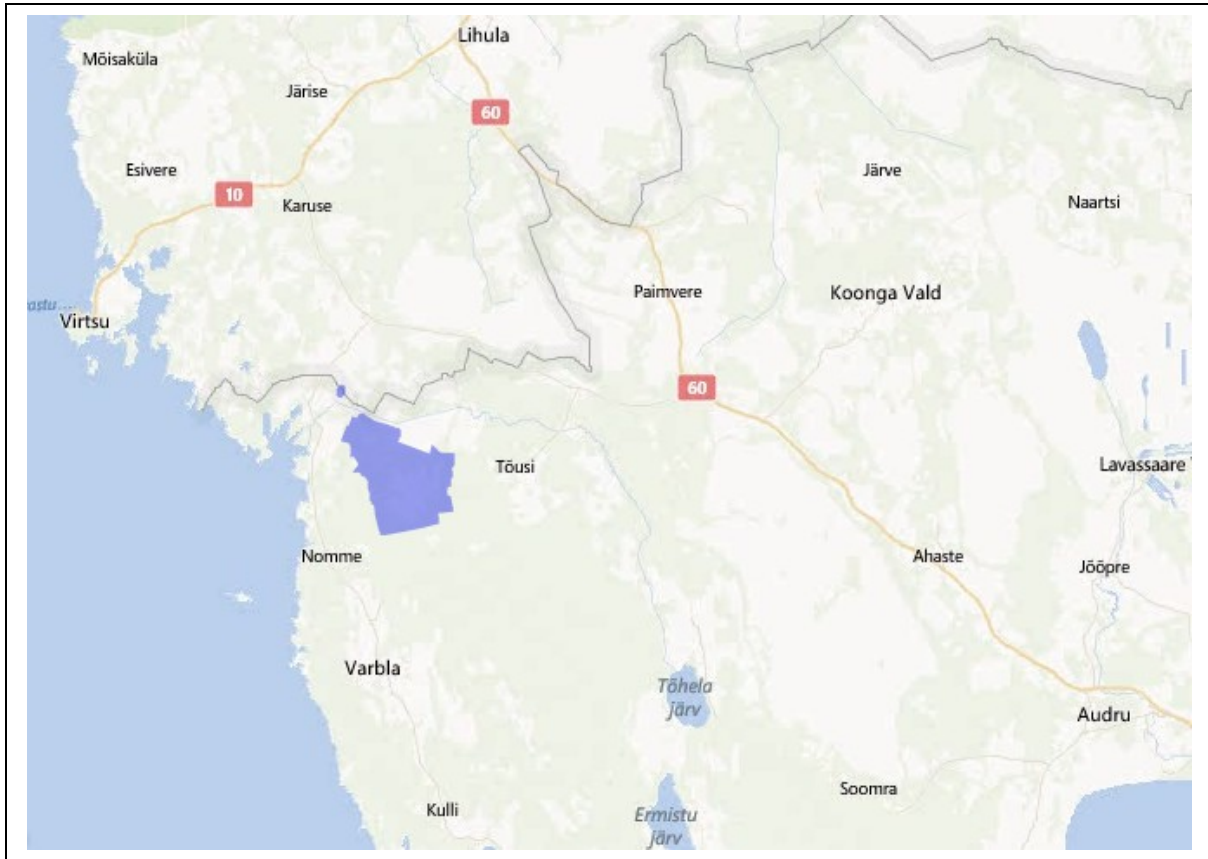 Lihula
Mõisaküla
Järise
60
Esivere
Järve
10
Karuse
Naartsi
Paimvere
Koonga Vald
Virtsu
60
Tõusi
Lavassaare
Nomme
Ahaste
Jööpre
Varbla
Tõhela
järv
Audru
Soomra
Kulli
Ermistu
järv